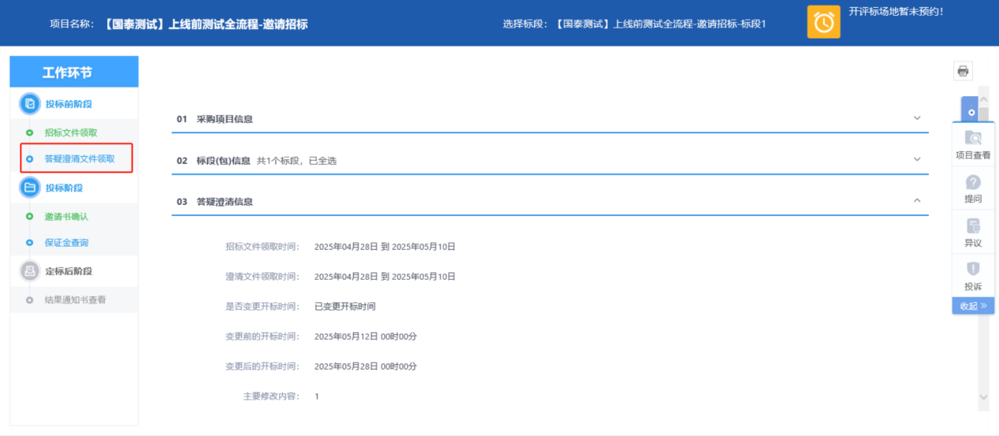 项目名称： 【国泰测试】上线前测试全流程-邀请招标
选择标段： 【国泰测试】上线前测试全流程-邀请招标-标段1
开评标场地暂未预约！
工作环节
投标前阶段
招标文件领取
答疑澄清文件领取
投标阶段
邀请书确认
保证金查询
定标后阶段
结果通知书查看
01 采购项目信息
02 标段(包)信息 共1个标段，已全选
03 答疑澄清信息
招标文件领取时间： 2025年04月28日 到 2025年05月10日
澄清文件领取时间： 2025年04月28日 到 2025年05月10日
是否变更开标时间： 已变更开标时间
变更前的开标时间： 2025年05月12日 00时00分
变更后的开标时间： 2025年05月28日 00时00分
主要修改内容： 1
项目查看
提问
异议
投诉
收起 »